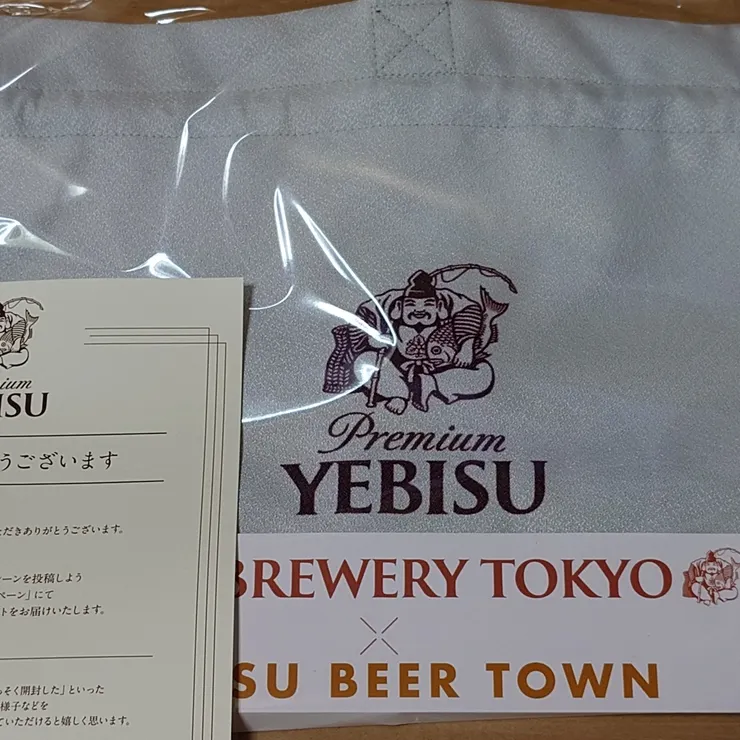 Premium
YEBISU
BREWERY TOKYO
×
SU BEER TOWN
ium
ISU
うございます
ただきありがとうございます。
ーンを投稿しよう
ペーン」にて
トをお届けいたします。
っそく開封した」といった
様子などを
ていただけると嬉しく思います。